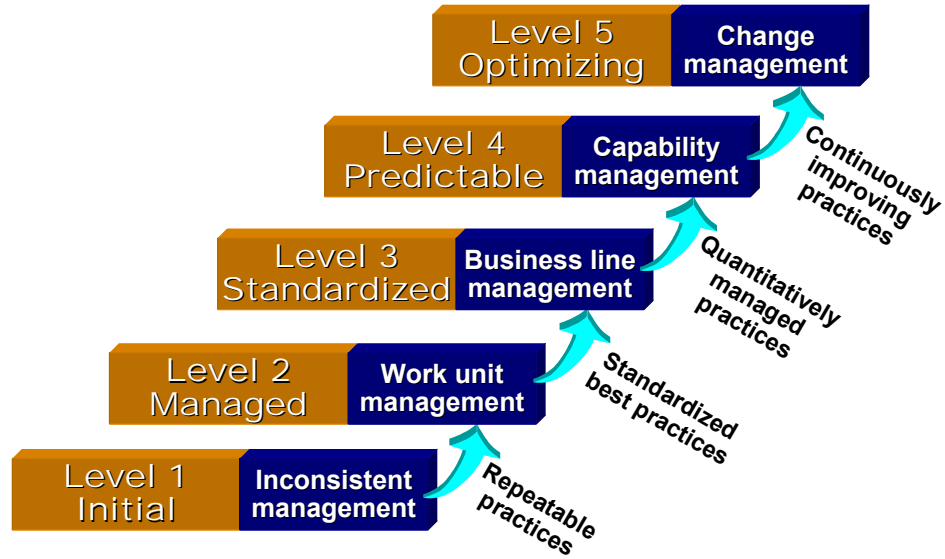 Level 5
Optimizing
Change
management
Continuously
improving
practices
Level 4
Predictable
Capability
management
Quantitatively
managed
practices
Level 3
Standardized
Business line
management
Standardized
best practices
Level 2
Managed
Work unit
management
Repeatable
practices
Level 1
Initial
Inconsistent
management